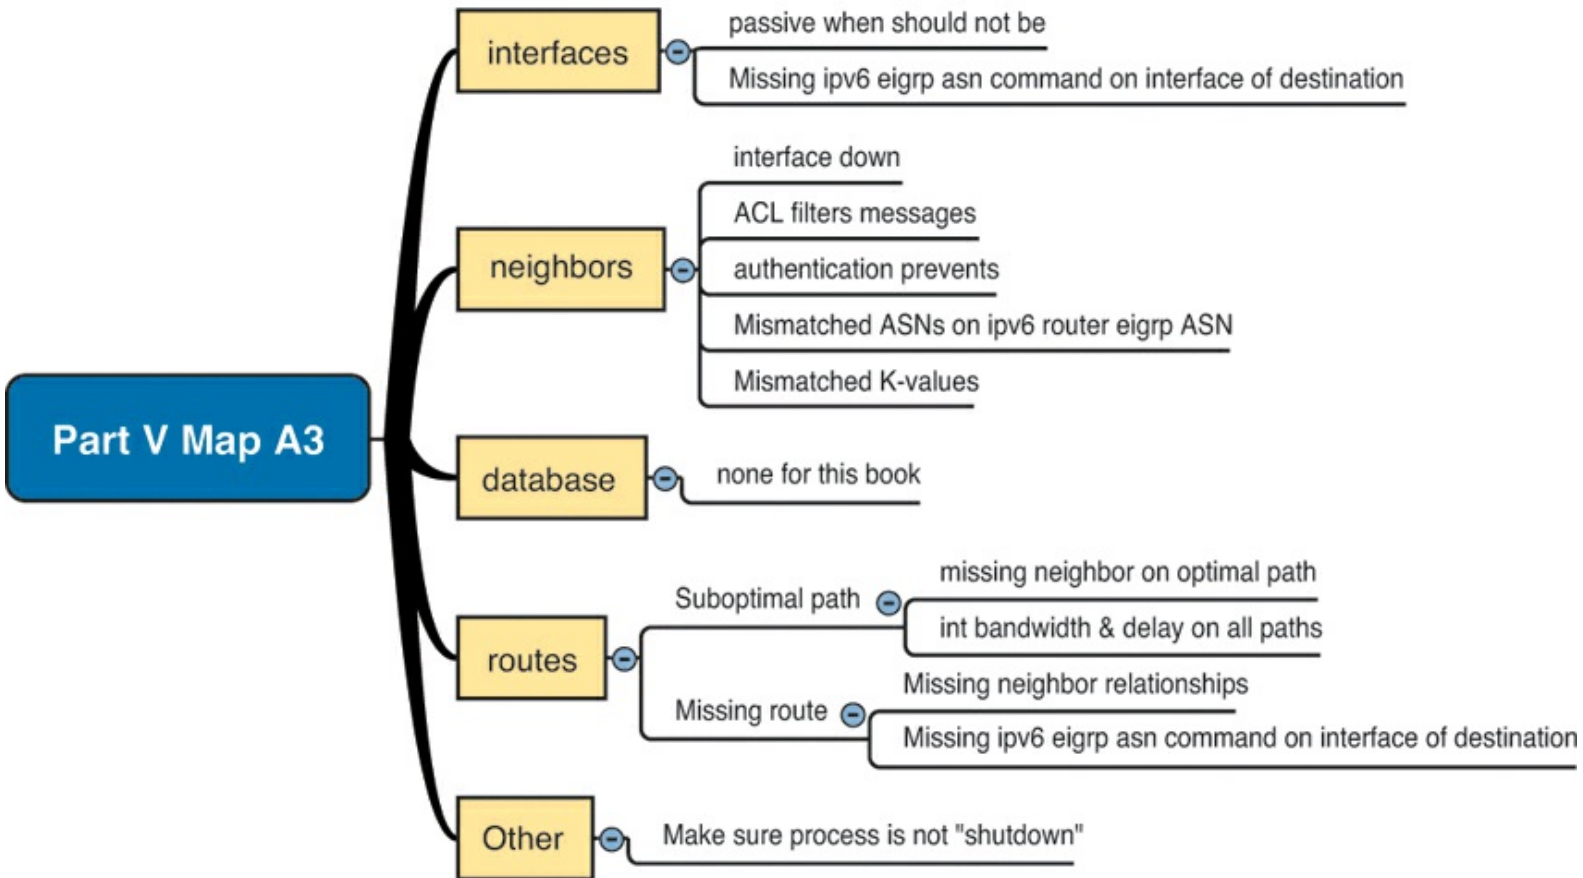 interfaces
passive when should not be
Missing ipv6 eigrp asn command on interface of destination
neighbors
interface down
ACL filters messages
authentication prevents
Mismatched ASNs on ipv6 router eigrp ASN
Mismatched K-values
Part V Map A3
database
none for this book
routes
Suboptimal path
missing neighbor on optimal path
int bandwidth & delay on all paths
Missing route
Missing neighbor relationships
Missing ipv6 eigrp asn command on interface of destination
Other
Make sure process is not "shutdown"